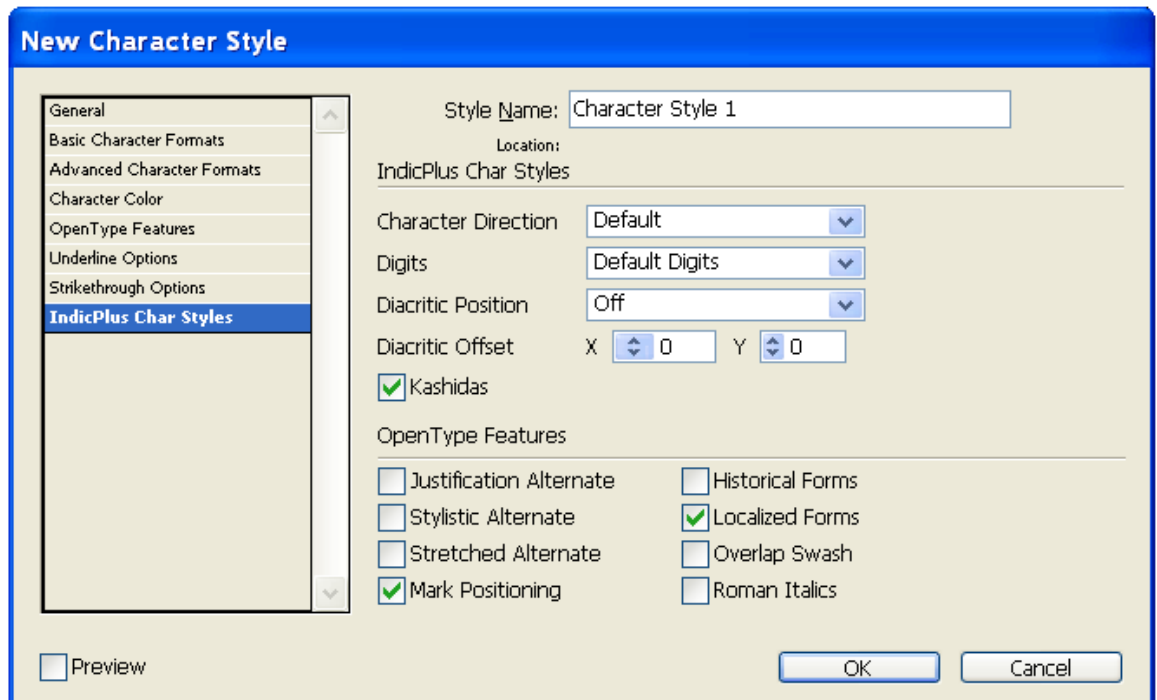 New Character Style
General
Basic Character Formats
Advanced Character Formats
Character Color
OpenType Features
Underline Options
Strikethrough Options
IndicPlus Char Styles
Style Name: Character Style 1
Location:
IndicPlus Char Styles
Character Direction Default
Digits Default Digits
Diacritic Position Off
Diacritic Offset X 0 Y 0
Kashidas
OpenType Features
Justification Alternate Historical Forms
Stylistic Alternate Localized Forms
Stretched Alternate Overlap Swash
Mark Positioning Roman Italics
Preview OK Cancel